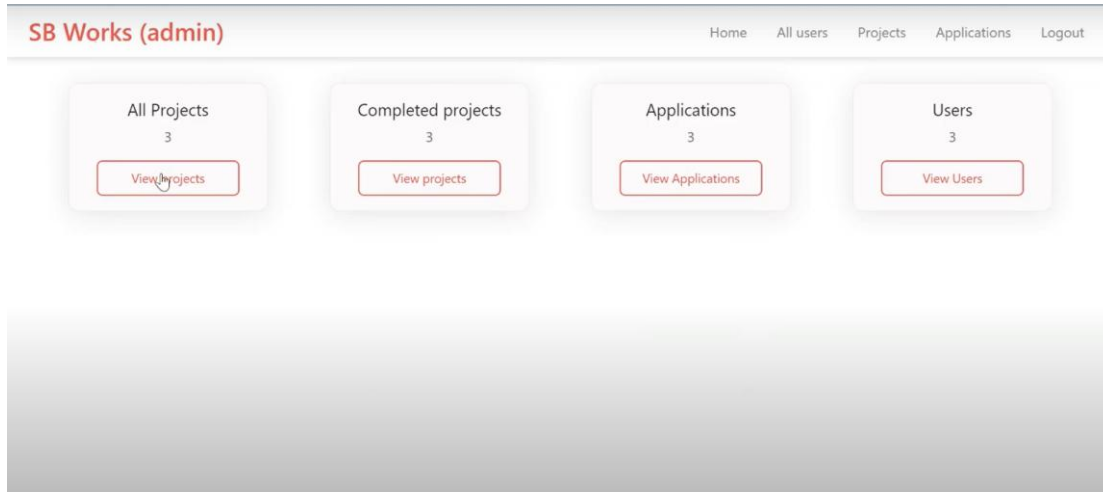 SB Works (admin)
Home All users Projects Applications Logout
All Projects
3
View projects
Completed projects
3
View projects
Applications
3
View Applications
Users
3
View Users